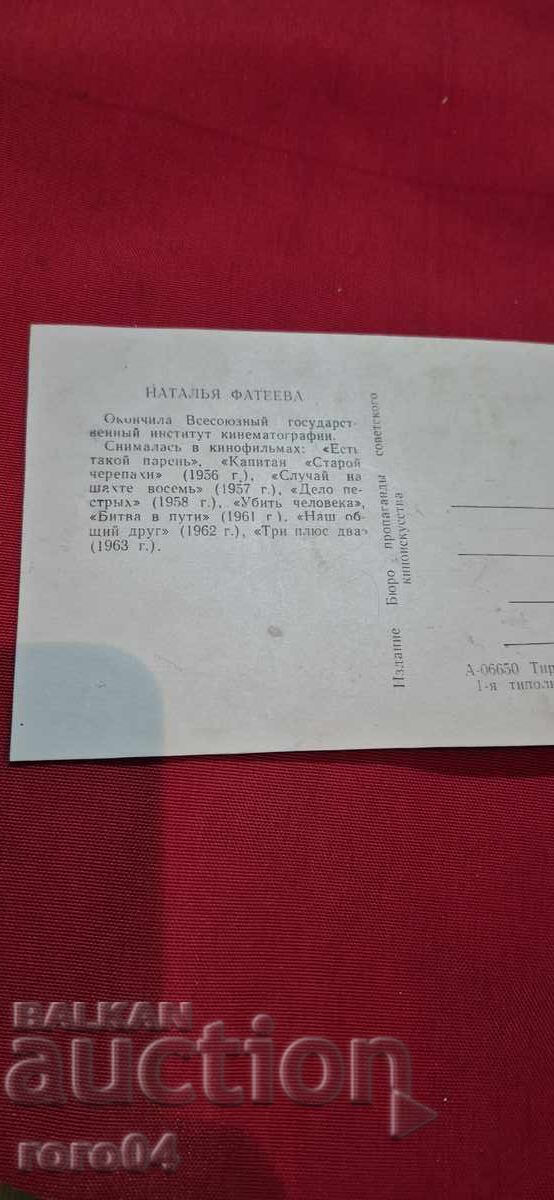 НАТАЛЬЯ ФАТЕЕВА
Окончила Всесоюзный государст-
венный институт кинематографии.
Снималась в кинофильмах: «Есть
такой парень», «Капитан «Старой
черепахи» (1956 г.), «Случай на
шахте восемь» (1957 г.), «Дело пе-
стрых» (1958 г.), «Убить человека»,
«Битва в пути» (1961 г) «Наш об-
щий друг» (1962 г.), «Три плюс два»
(1963 г.).
Издание Бюро пропаганды советского
киноискусства
А-06650 Тир
1-я типол
BALKAN
auction
roro04